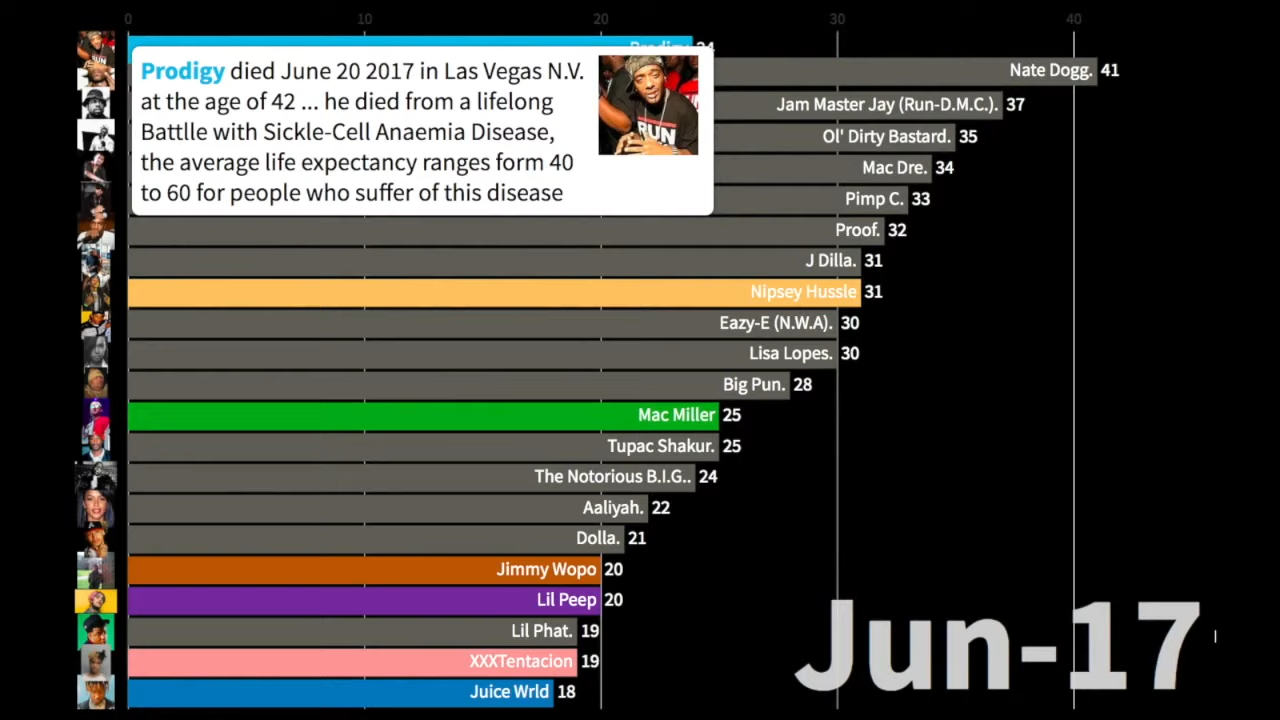 0 10 20 30 40
Prodigy 24
Prodigy died June 20 2017 in Las Vegas N.V.
at the age of 42 ... he died from a lifelong
Battlle with Sickle-Cell Anaemia Disease,
the average life expectancy ranges form 40
to 60 for people who suffer of this disease
RUN
Nate Dogg. 41
Jam Master Jay (Run-D.M.C.). 37
Ol' Dirty Bastard. 35
Mac Dre. 34
Pimp C. 33
Proof. 32
J Dilla. 31
Nipsey Hussle 31
Eazy-E (N.W.A). 30
Lisa Lopes. 30
Big Pun. 28
Mac Miller 25
Tupac Shakur. 25
The Notorious B.I.G.. 24
Aaliyah. 22
Dolla. 21
Jimmy Wopo 20
Lil Peep 20
Lil Phat. 19
XXXTentacion 19
Juice Wrld 18
Jun-17